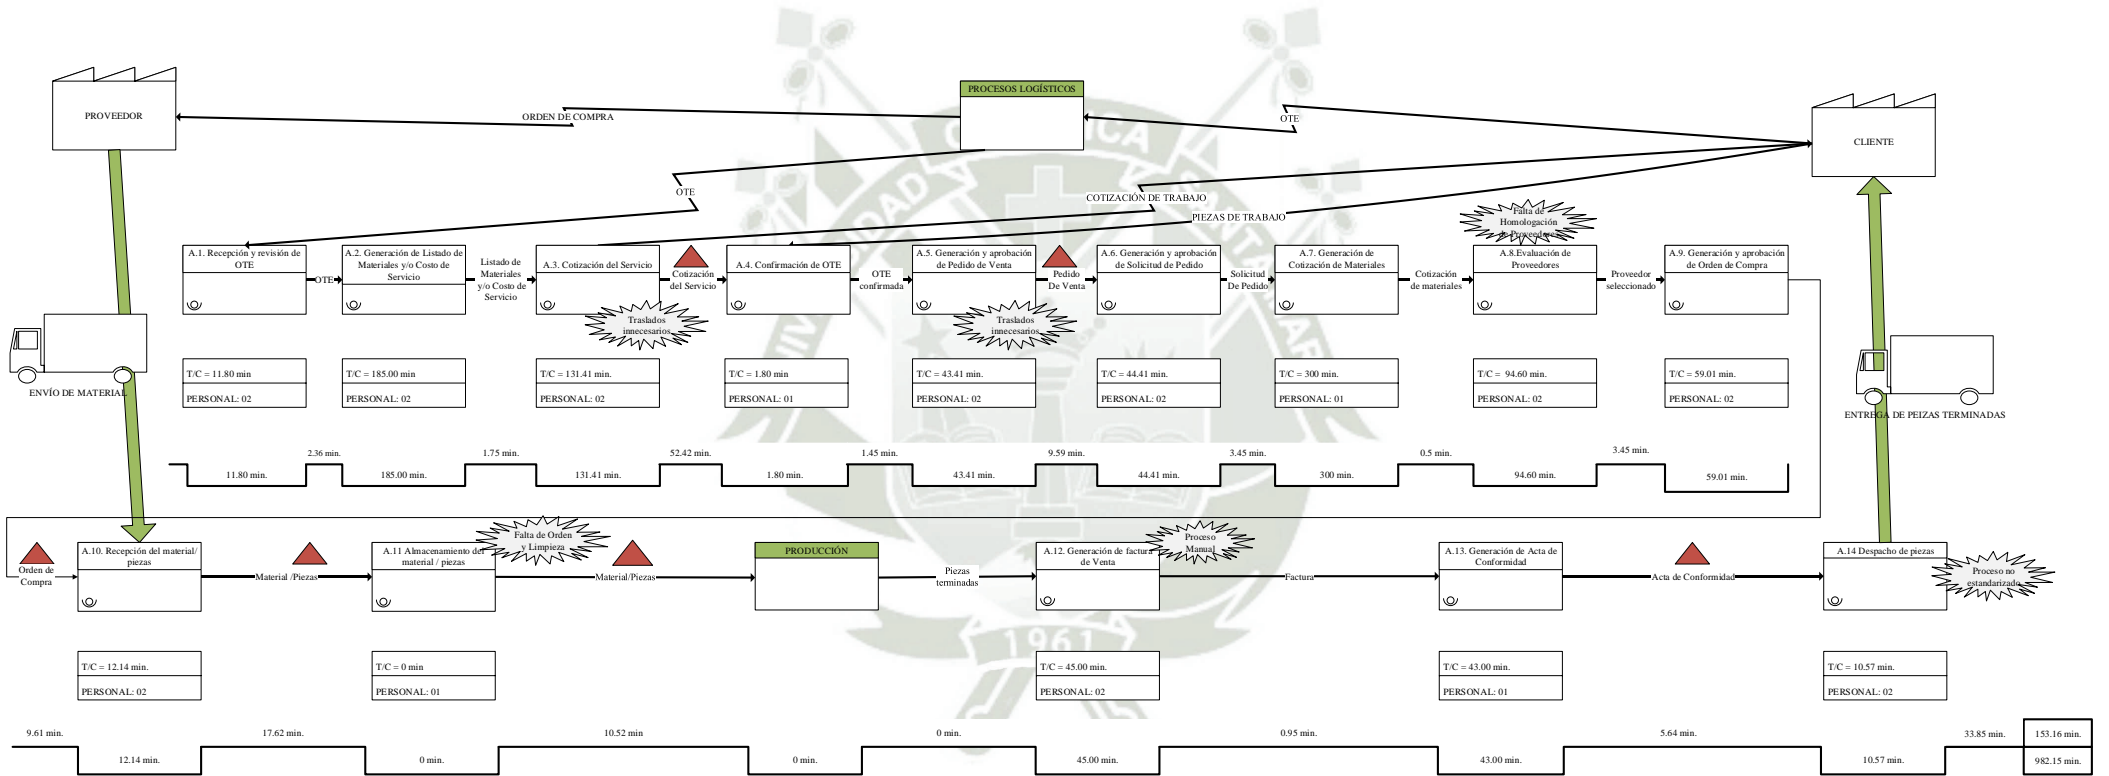 PROCESOS LOGÍSTICOS
PROVEEDOR
ORDEN DE COMPRA
OTE
CLIENTE
OTE
COTIZACIÓN DE TRABAJO
PIEZAS DE TRABAJO
Falta de
Homologación
de Proveedores
A.1. Recepción y revisión de
OTE
OTE
A.2. Generación de Listado de
Materiales y/o Costo de
Servicio
Listado de
Materiales
y/o Costo de
Servicio
A.3. Cotización del Servicio
Cotización
del Servicio
A.4. Confirmación de OTE
OTE
confirmada
A.5. Generación y aprobación
de Pedido de Venta
Pedido
De Venta
A.6. Generación y aprobación
de Solicitud de Pedido
Solicitud
De Pedido
A.7. Generación de
Cotización de Materiales
Cotización
de materiales
A.8.Evaluación de
Proveedores
Proveedor
seleccionado
A.9. Generación y aprobación
de Orden de Compra
Traslados
innecesarios
Traslados
innecesarios
ENVÍO DE MATERIAL
ENTREGA DE PEIZAS TERMINADAS
T/C = 11.80 min
PERSONAL: 02
T/C = 185.00 min
PERSONAL: 02
T/C = 131.41 min.
PERSONAL: 02
T/C = 1.80 min
PERSONAL: 01
T/C = 43.41 min.
PERSONAL: 02
T/C = 44.41 min.
PERSONAL: 02
T/C = 300 min.
PERSONAL: 01
T/C = 94.60 min.
PERSONAL: 02
T/C = 59.01 min.
PERSONAL: 02
2.36 min.
1.75 min.
52.42 min.
1.45 min.
9.59 min.
3.45 min.
0.5 min.
3.45 min.
11.80 min.
185.00 min.
131.41 min.
1.80 min.
43.41 min.
44.41 min.
300 min.
94.60 min.
59.01 min.
Orden de
Compra
A.10. Recepción del material/
piezas
Material /Piezas
A.11 Almacenamiento del
material / piezas
Falta de Orden
y Limpieza
Material/Piezas
PRODUCCIÓN
Piezas
terminadas
A.12. Generación de factura
de Venta
Proceso
Manual
Factura
A.13. Generación de Acta de
Conformidad
Acta de Conformidad
A.14 Despacho de piezas
Proceso no
estandarizado
1961
T/C = 12.14 min.
PERSONAL: 02
T/C = 0 min
PERSONAL: 01
T/C = 45.00 min.
PERSONAL: 02
T/C = 43.00 min.
PERSONAL: 01
T/C = 10.57 min.
PERSONAL: 02
9.61 min.
17.62 min.
10.52 min
0 min.
0.95 min.
5.64 min.
33.85 min.
153.16 min.
12.14 min.
0 min.
0 min.
45.00 min.
43.00 min.
10.57 min.
982.15 min.